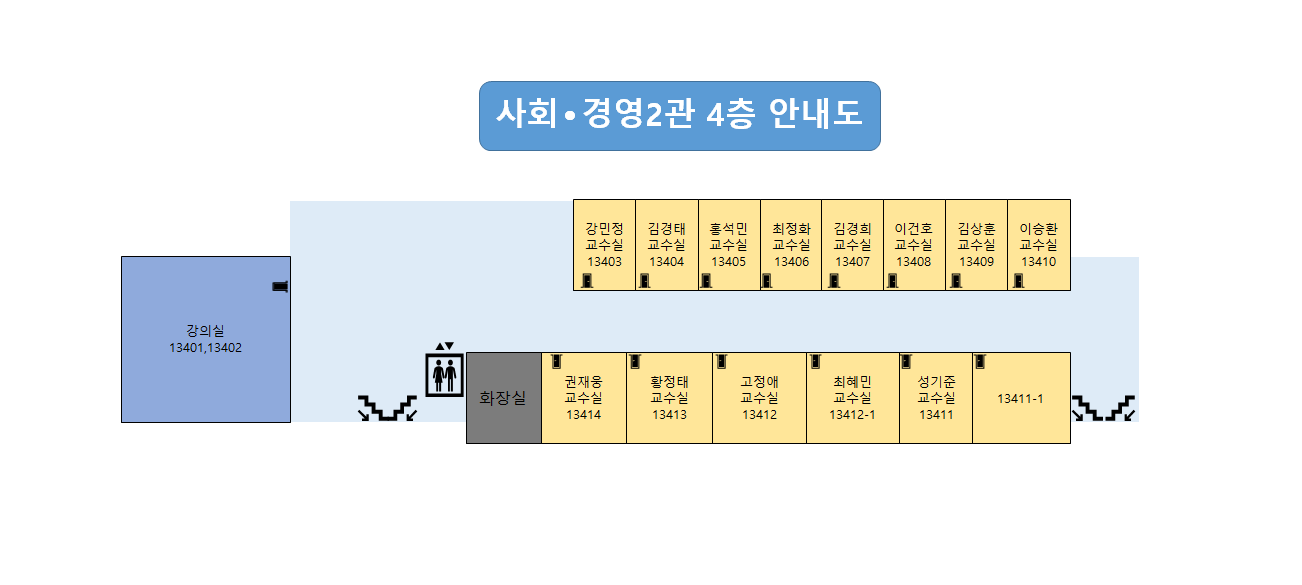 사회•경영2관 4층 안내도
강민정
교수실
13403
김경태
교수실
13404
홍석민
교수실
13405
최정화
교수실
13406
김경희
교수실
13407
이건호
교수실
13408
김상훈
교수실
13409
이승환
교수실
13410
강의실
13401,13402
화장실
권재웅
교수실
13414
황정태
교수실
13413
고정애
교수실
13412
최혜민
교수실
13412-1
성기준
교수실
13411
13411-1